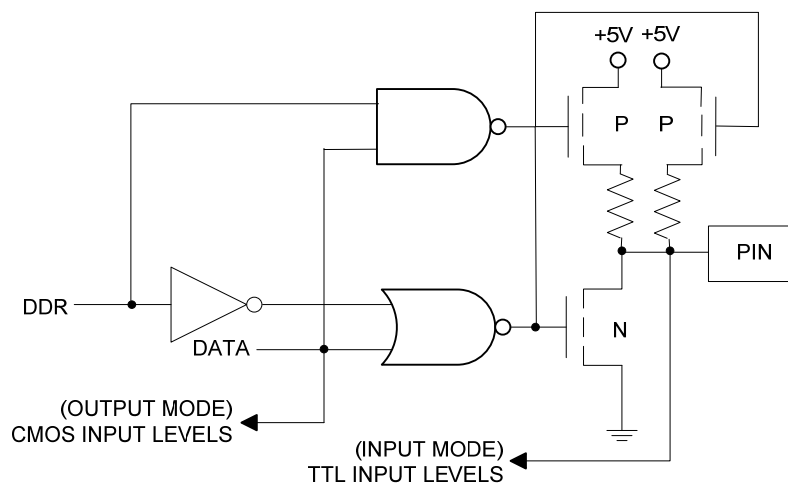 +5V +5V
P P
PIN
DDR
DATA
N
(OUTPUT MODE)
CMOS INPUT LEVELS
(INPUT MODE)
TTL INPUT LEVELS